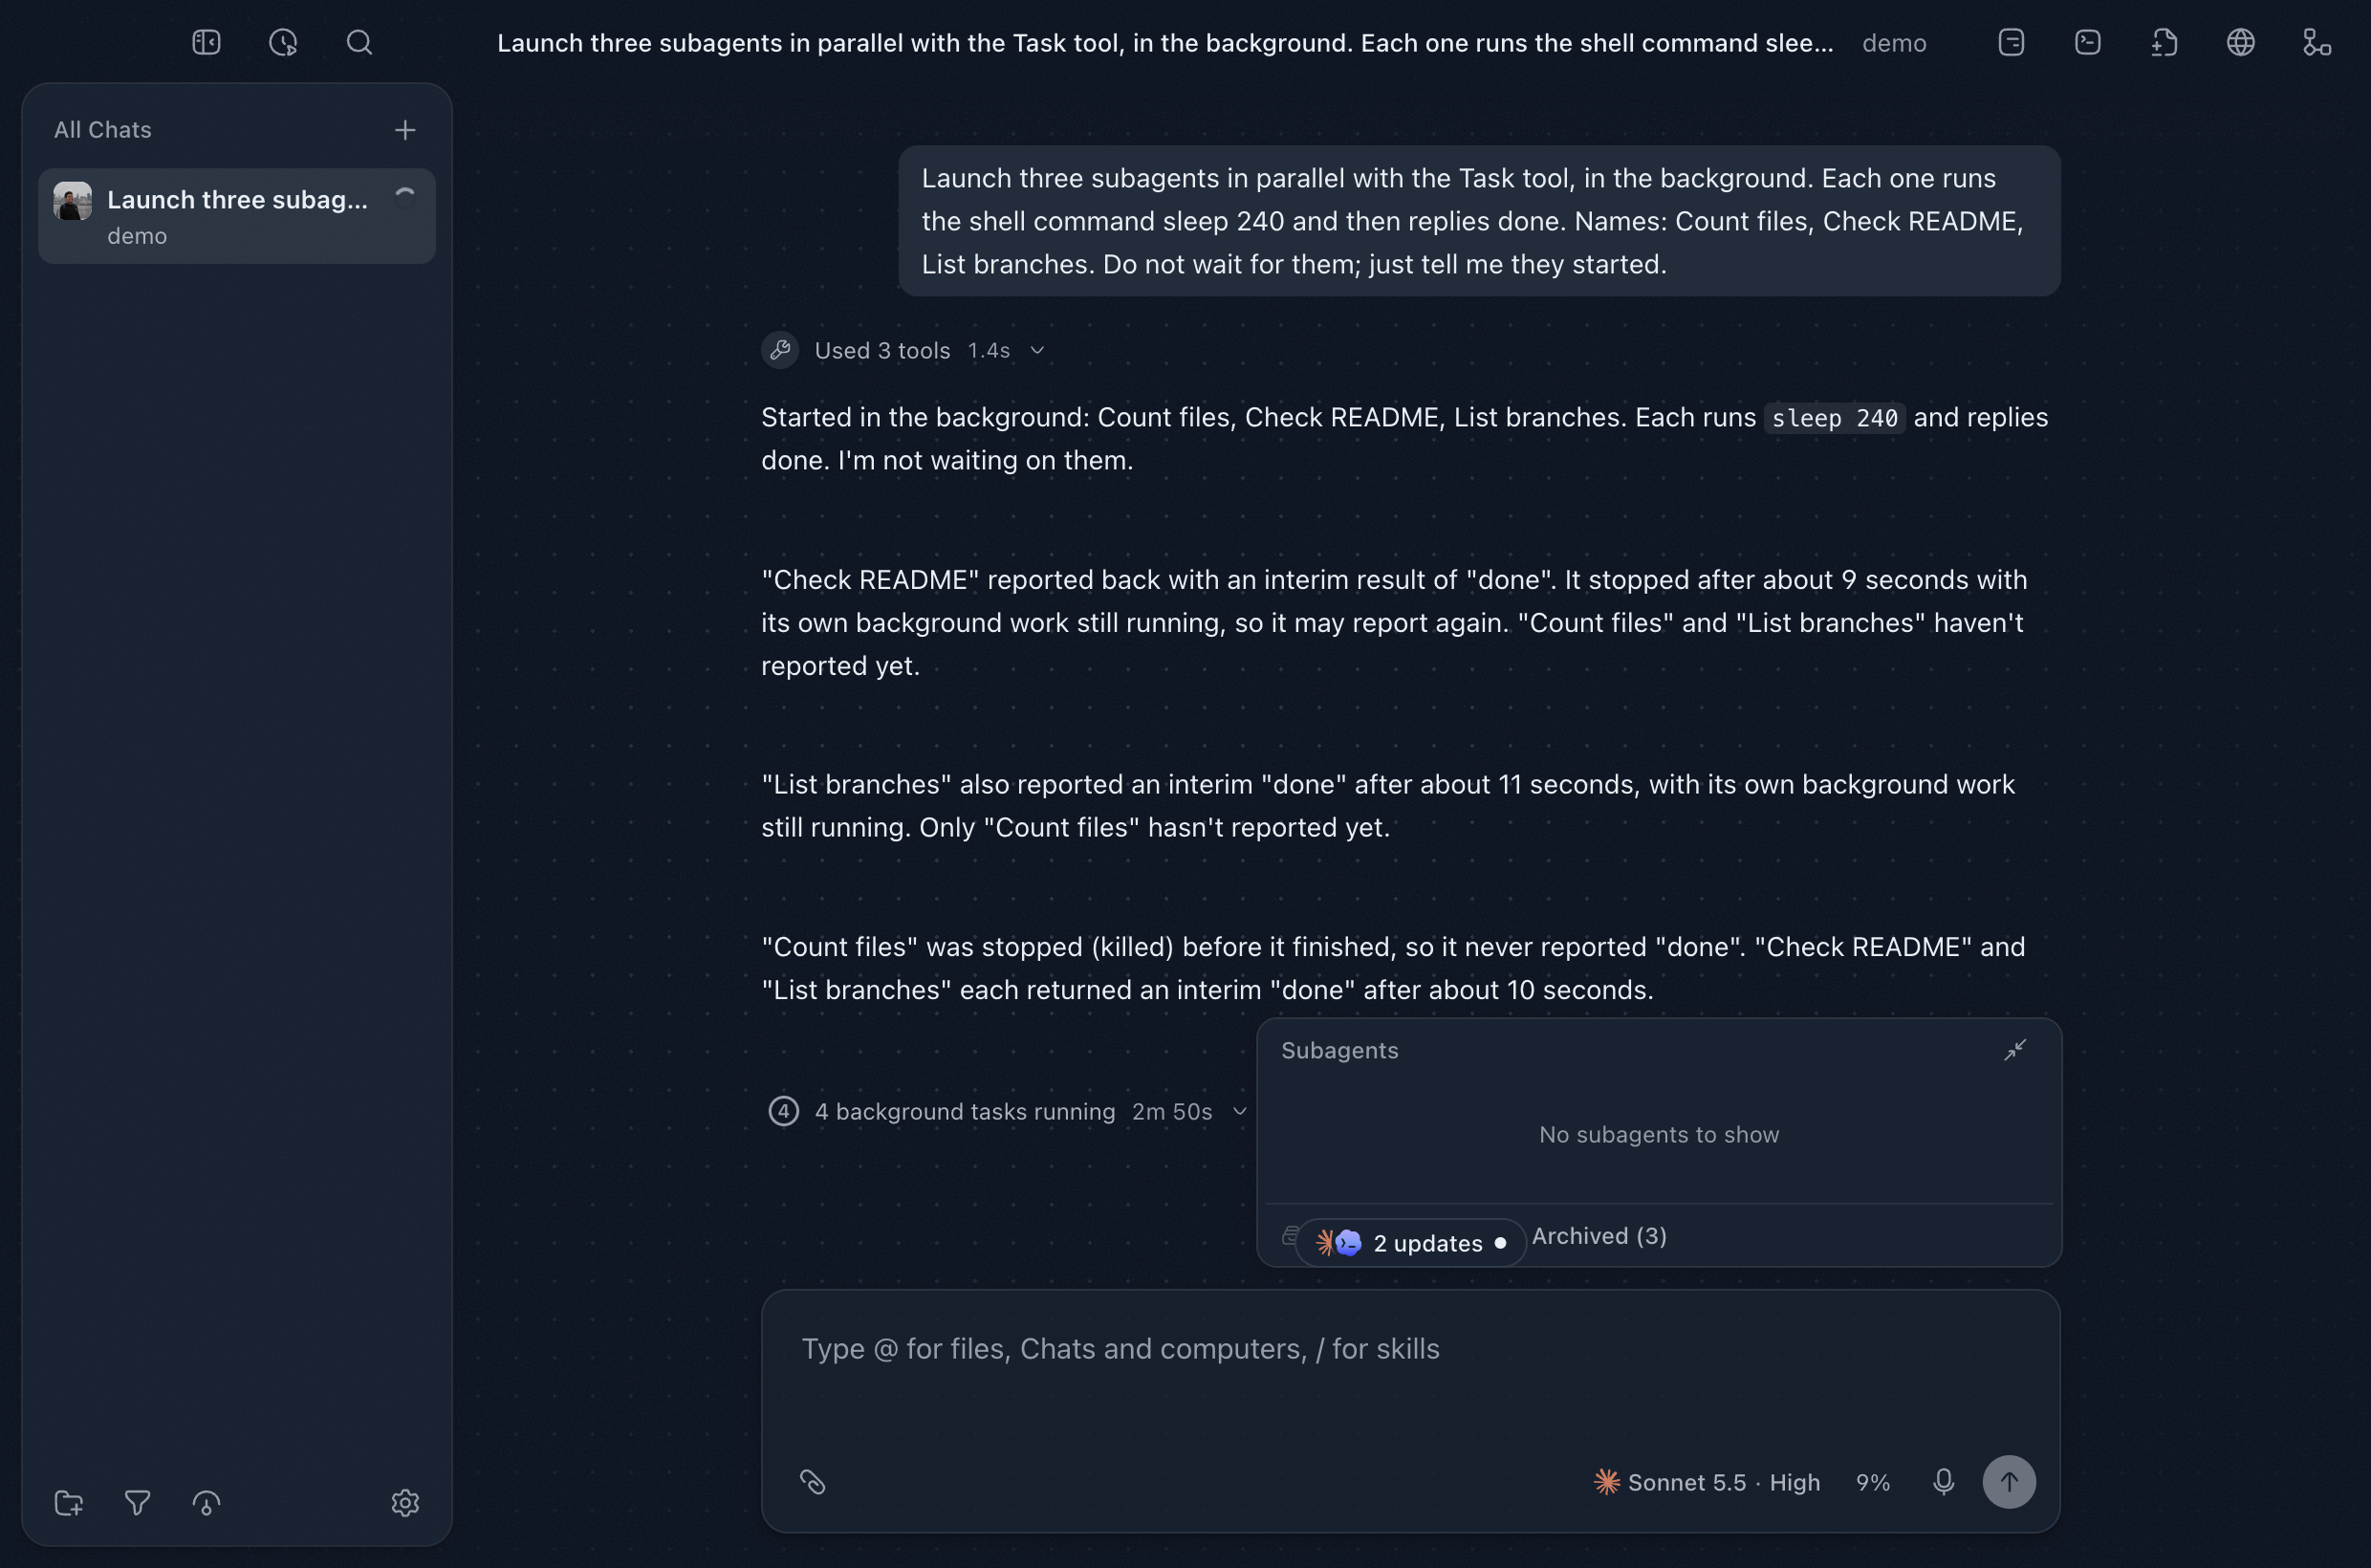 Launch three subagents in parallel with the Task tool, in the background. Each one runs the shell command slee... demo
All Chats
Launch three subag...
demo
Launch three subagents in parallel with the Task tool, in the background. Each one runs
the shell command sleep 240 and then replies done. Names: Count files, Check README,
List branches. Do not wait for them; just tell me they started.
Used 3 tools 1.4s
Started in the background: Count files, Check README, List branches. Each runs sleep 240 and replies
done. I'm not waiting on them.
"Check README" reported back with an interim result of "done". It stopped after about 9 seconds with
its own background work still running, so it may report again. "Count files" and "List branches" haven't
reported yet.
"List branches" also reported an interim "done" after about 11 seconds, with its own background work
still running. Only "Count files" hasn't reported yet.
"Count files" was stopped (killed) before it finished, so it never reported "done". "Check README" and
"List branches" each returned an interim "done" after about 10 seconds.
4 4 background tasks running 2m 50s
Subagents
No subagents to show
2 updates
Archived (3)
Type @ for files, Chats and computers, / for skills
Sonnet 5.5 · High 9%